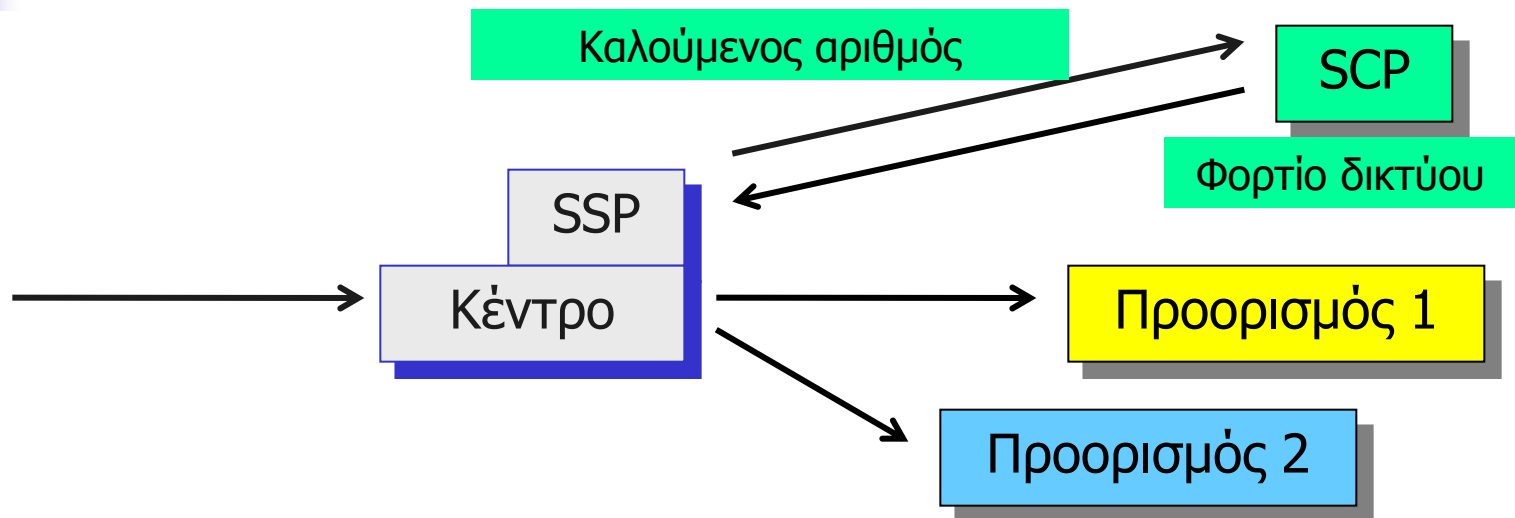 Καλούμενος αριθμός
SCP
Φορτίο δικτύου
SSP
Κέντρο
Προορισμός 1
Προορισμός 2